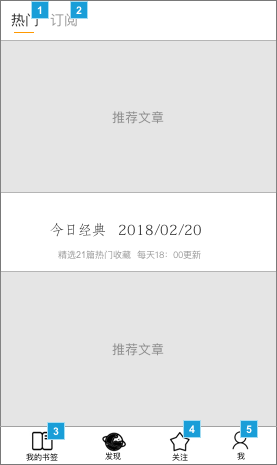 热门 1 订阅 2
推荐文章
今日经典 2018/02/20
精选21篇热门收藏 每天18：00更新
推荐文章
3 4 5
我的书签 发现 关注 我